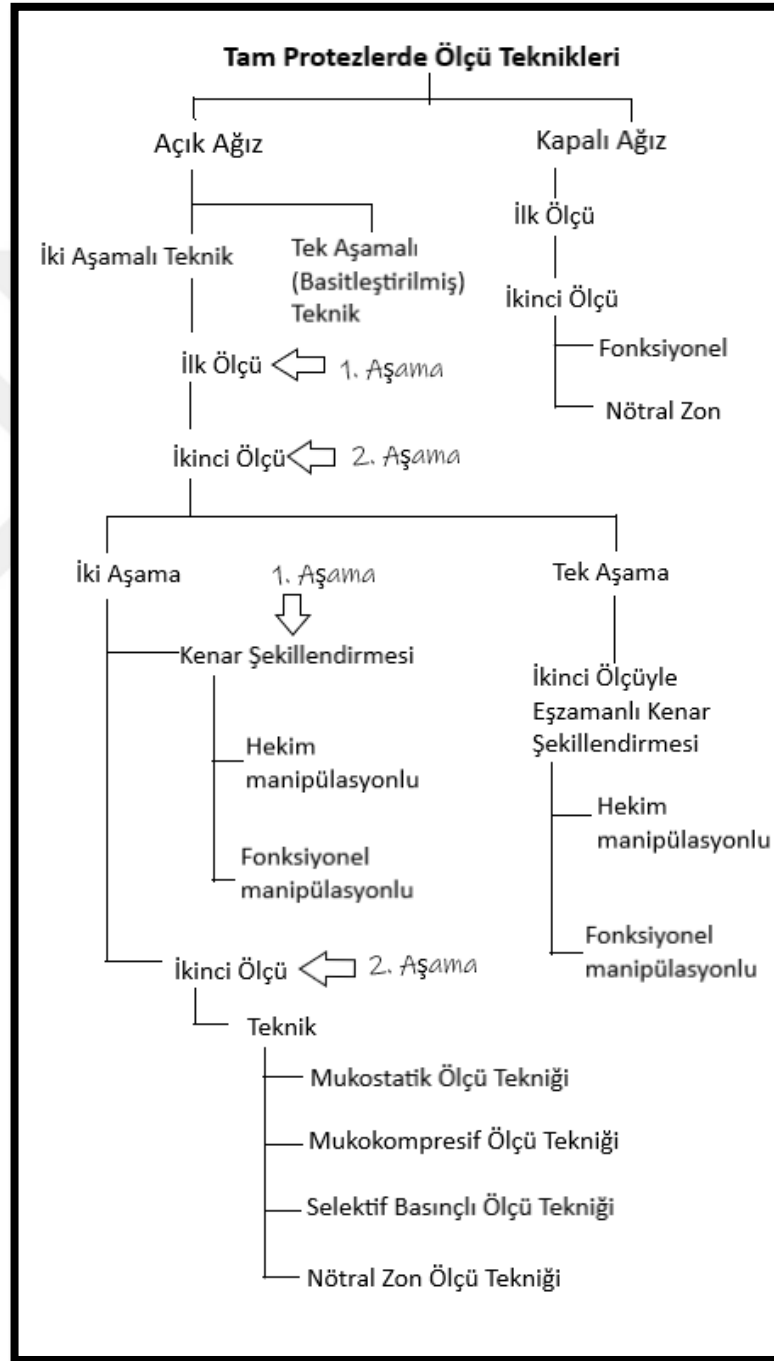 Tam Protezlerde Ölçü Teknikleri
Açık Ağız
Kapalı Ağız
İki Aşamalı Teknik
Tek Aşamalı
(Basitleştirilmiş)
Teknik
İlk Ölçü
İkinci Ölçü
Fonksiyonel
Nötral Zon
İlk Ölçü
1. Aşama
İkinci Ölçü
2. Aşama
İki Aşama
1. Aşama
Tek Aşama
Kenar Şekillendirmesi
Hekim
manipülasyonlu
Fonksiyonel
manipülasyonlu
İkinci Ölçüyle
Eşzamanlı Kenar
Şekillendirmesi
Hekim
manipülasyonlu
Fonksiyonel
manipülasyonlu
İkinci Ölçü
2. Aşama
Teknik
Mukostatik Ölçü Tekniği
Mukokompresif Ölçü Tekniği
Selektif Basınçlı Ölçü Tekniği
Nötral Zon Ölçü Tekniği